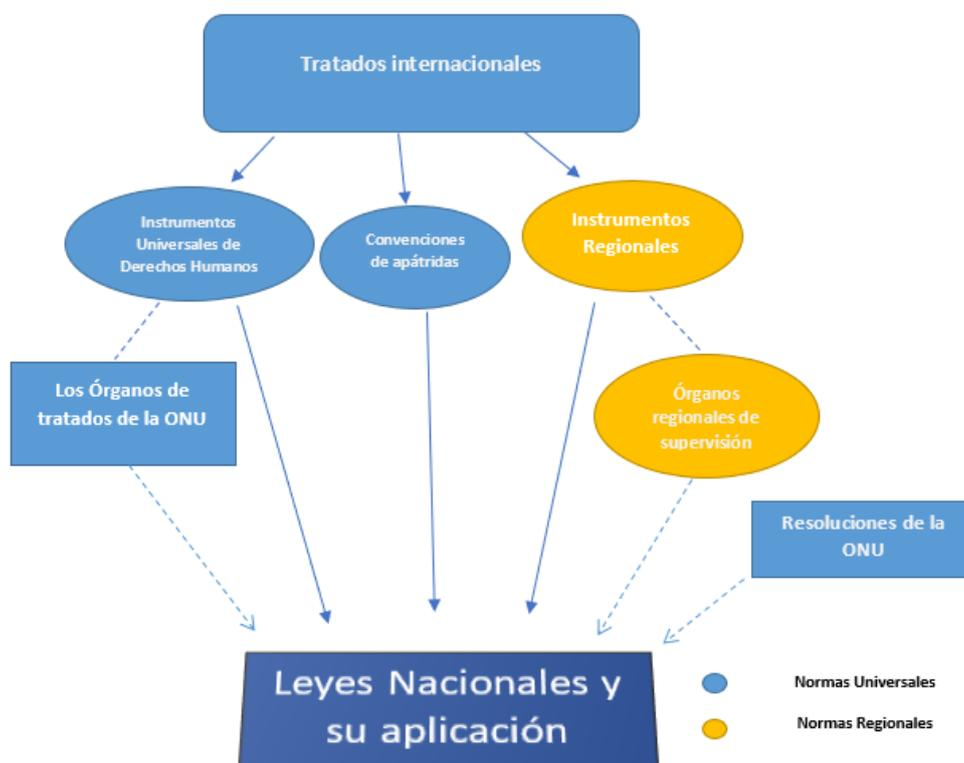 Tratados internacionales
Instrumentos
Universales de
Derechos Humanos
Convenciones
de apátridas
Instrumentos
Regionales
Los Órganos de
tratados de la ONU
Órganos
regionales de
supervisión
Resoluciones de la
ONU
Leyes Nacionales y
su aplicación
Normas Universales
Normas Regionales